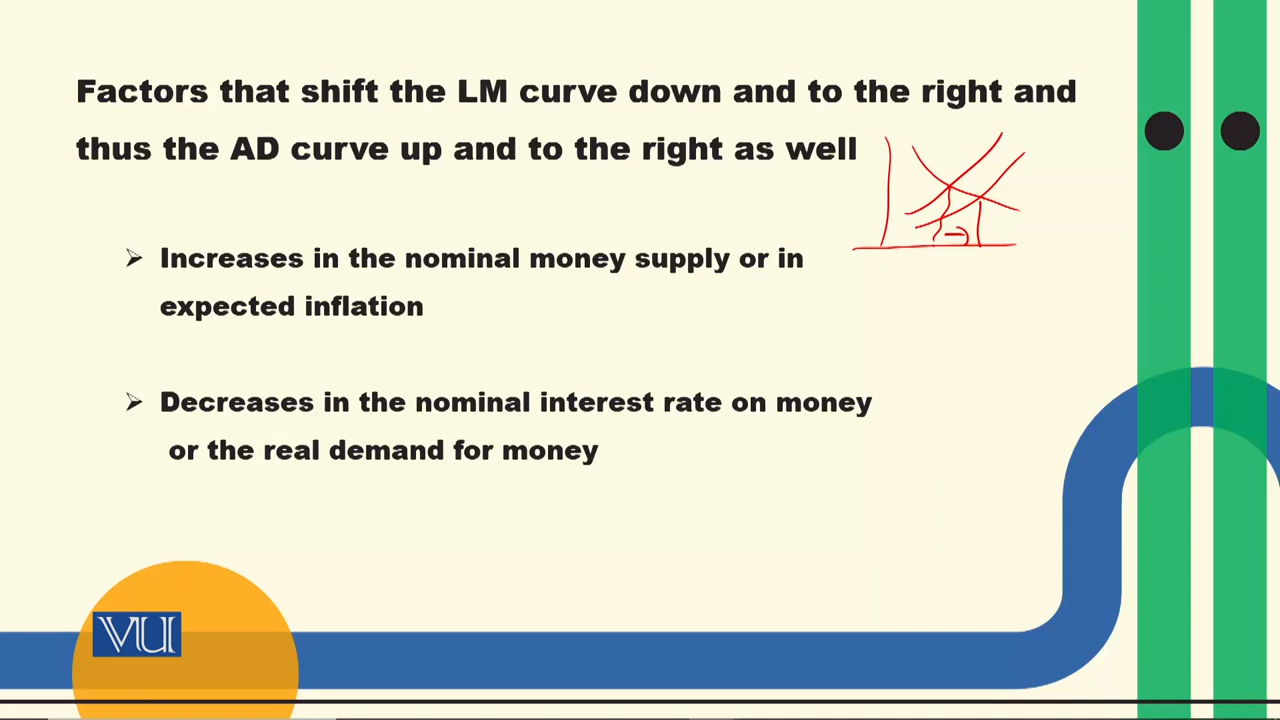 Factors that shift the LM curve down and to the right and
thus the AD curve up and to the right as well
Increases in the nominal money supply or in
expected inflation
Decreases in the nominal interest rate on money
or the real demand for money
VU